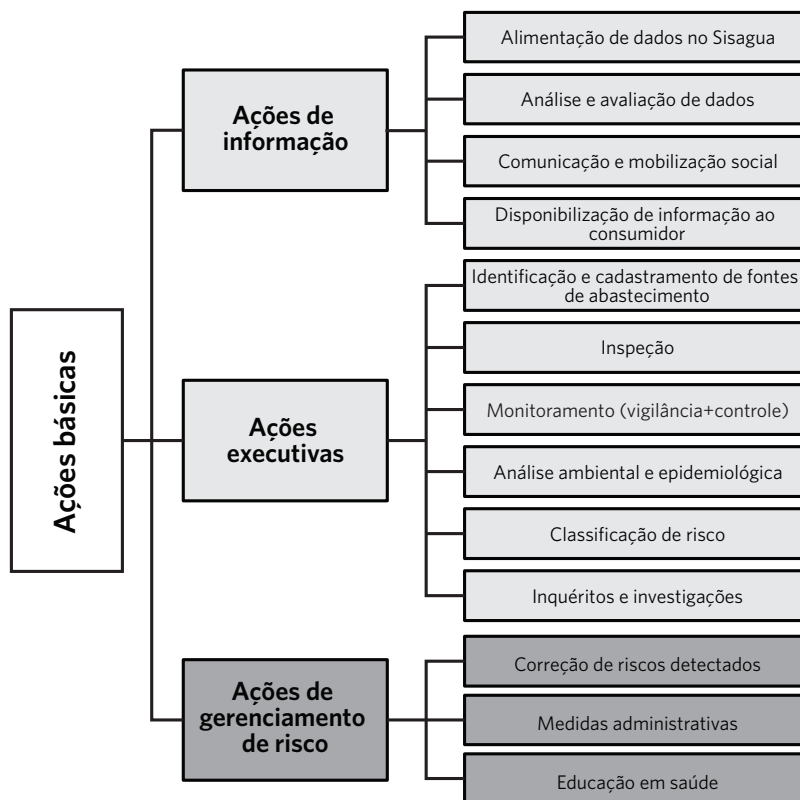 Ações básicas
Ações de
informação
Alimentação de dados no Sisagua
Análise e avaliação de dados
Comunicação e mobilização social
Disponibilização de informação ao
consumidor
Ações
executivas
Identificação e cadastramento de fontes
de abastecimento
Inspeção
Monitoramento (vigilância+controle)
Análise ambiental e epidemiológica
Classificação de risco
Inquéritos e investigações
Ações de
gerenciamento
de risco
Correção de riscos detectados
Medidas administrativas
Educação em saúde